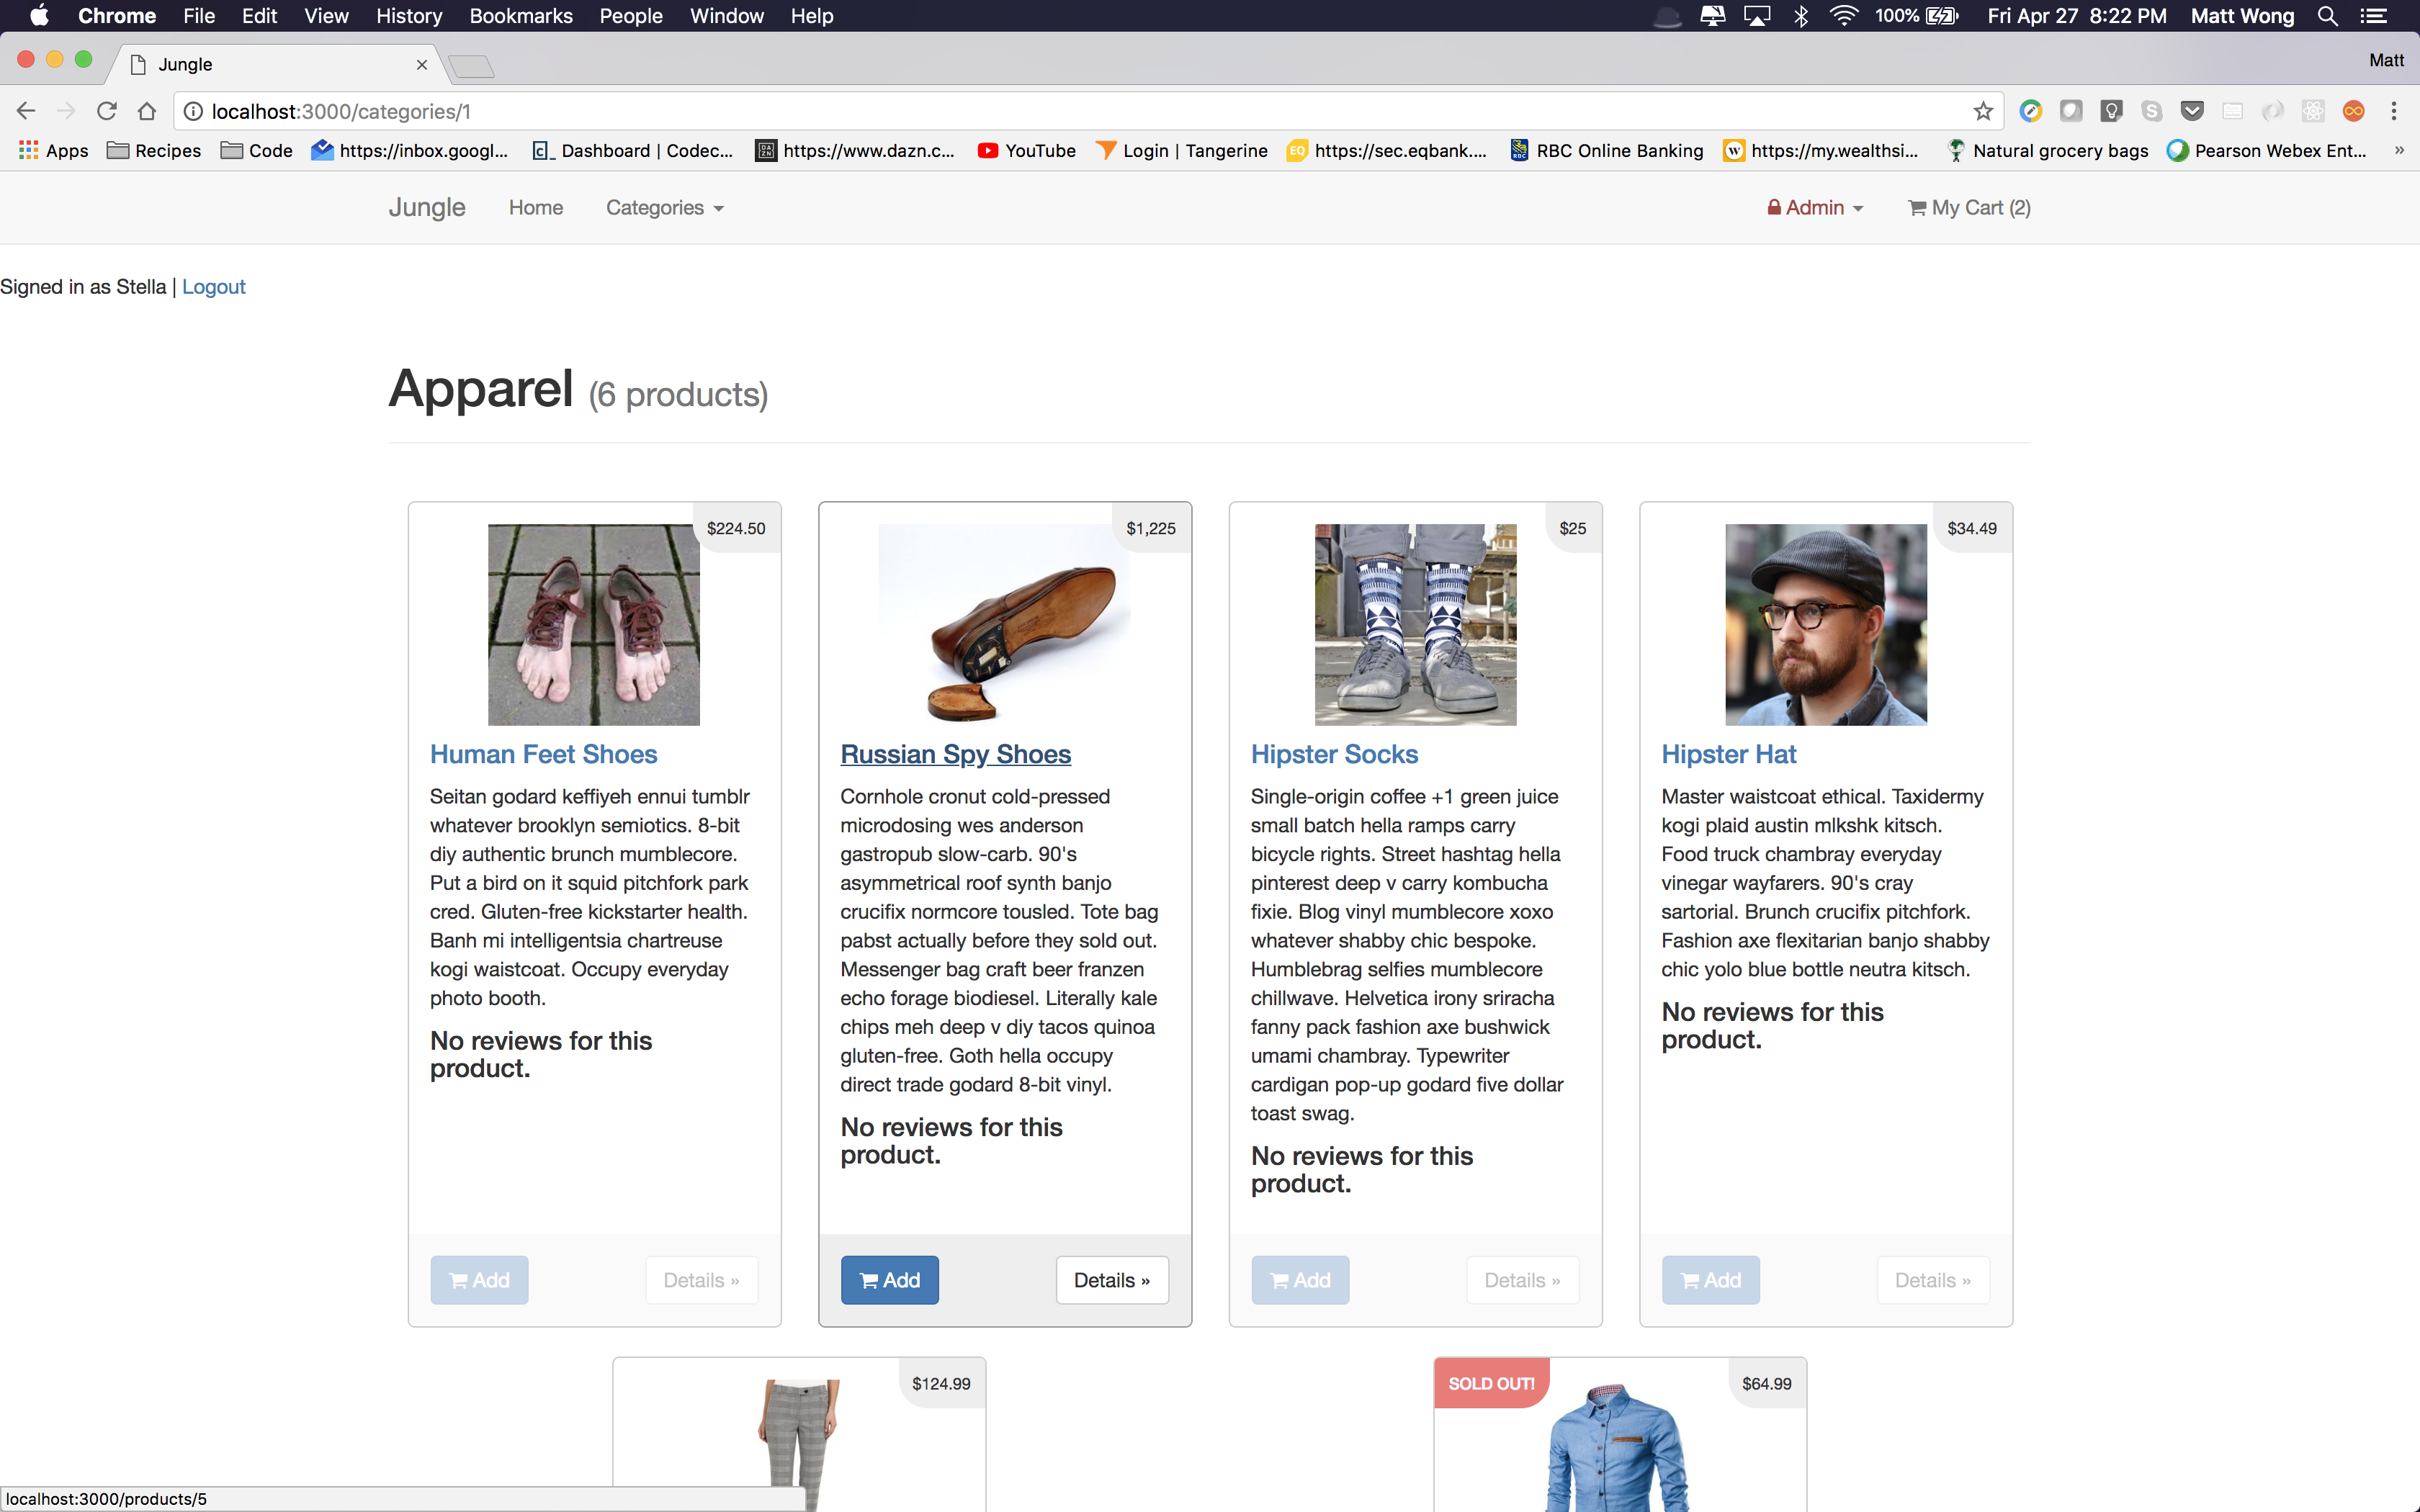 Chrome File Edit View History Bookmarks People Window Help 100% Fri Apr 27 8:22 PM Matt Wong
Jungle
Matt
localhost:3000/categories/1
Apps Recipes Code https://inbox.googl... Dashboard | Codec... https://www.dazn.c... YouTube Login | Tangerine https://sec.eqbank.... RBC Online Banking https://my.wealthsi... Natural grocery bags Pearson Webex Ent... »
Jungle Home Categories Admin My Cart (2)
Signed in as Stella | Logout
Apparel (6 products)
$224.50
Human Feet Shoes
Seitan godard keffiyeh ennui tumblr
whatever brooklyn semiotics. 8-bit
diy authentic brunch mumblecore.
Put a bird on it squid pitchfork park
cred. Gluten-free kickstarter health.
Banh mi intelligentsia chartreuse
kogi waistcoat. Occupy everyday
photo booth.
No reviews for this
product.
Add Details »
$1,225
Russian Spy Shoes
Cornhole cronut cold-pressed
microdosing wes anderson
gastropub slow-carb. 90's
asymmetrical roof synth banjo
crucifix normcore tousled. Tote bag
pabst actually before they sold out.
Messenger bag craft beer franzen
echo forage biodiesel. Literally kale
chips meh deep v diy tacos quinoa
gluten-free. Goth hella occupy
direct trade godard 8-bit vinyl.
No reviews for this
product.
Add Details »
$25
Hipster Socks
Single-origin coffee +1 green juice
small batch hella ramps carry
bicycle rights. Street hashtag hella
pinterest deep v carry kombucha
fixie. Blog vinyl mumblecore xoxo
whatever shabby chic bespoke.
Humblebrag selfies mumblecore
chillwave. Helvetica irony sriracha
fanny pack fashion axe bushwick
umami chambray. Typewriter
cardigan pop-up godard five dollar
toast swag.
No reviews for this
product.
Add Details »
$34.49
Hipster Hat
Master waistcoat ethical. Taxidermy
kogi plaid austin mlkshk kitsch.
Food truck chambray everyday
vinegar wayfarers. 90's cray
sartorial. Brunch crucifix pitchfork.
Fashion axe flexitarian banjo shabby
chic yolo blue bottle neutra kitsch.
No reviews for this
product.
Add Details »
$124.99
SOLD OUT! $64.99
localhost:3000/products/5